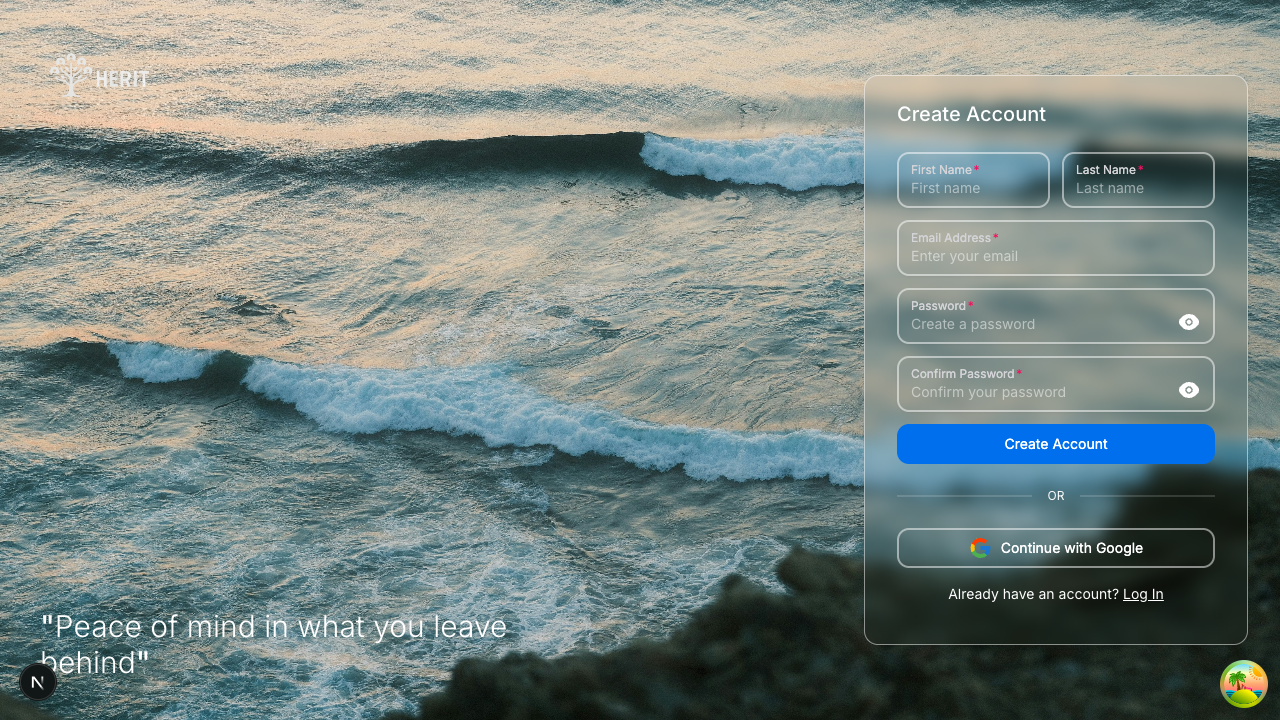 HERIT
Create Account
First Name*
First name
Last Name*
Last name
Email Address*
Enter your email
Password*
Create a password
Confirm Password*
Confirm your password
Create Account
OR
Continue with Google
Already have an account? Log In
"Peace of mind in what you leave
behind"
N